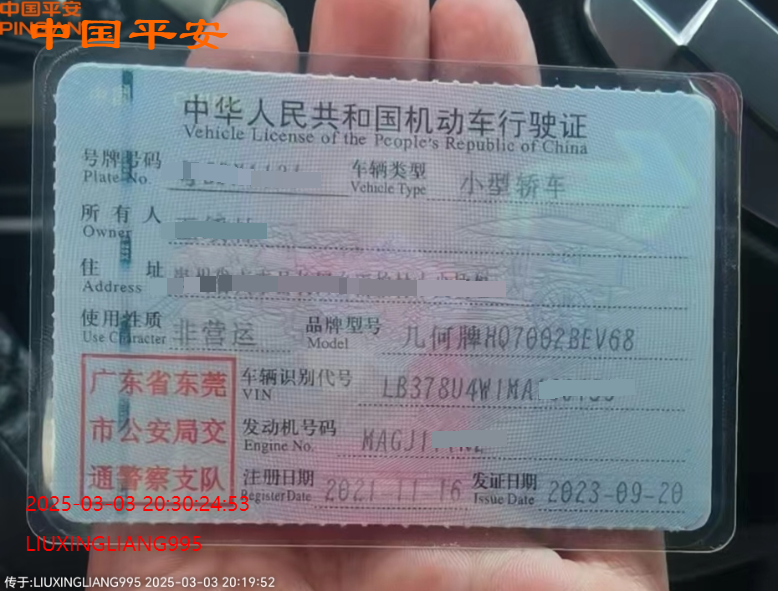 中国平安
PING
中国平安
中华人民共和国机动车行驶证
Vehicle License of the People's Republic of China
号牌号码
Plate No.
车辆类型 小型轿车
Vehicle Type
所有人
Owner
住址
Address
使用性质 非营运 品牌型号 几何牌HQ7002BEV68
Use Character Model
广东省东莞
市公安局交
通警察支队
车辆识别代号 LB378U4W1MA
VIN
发动机号码 MAGJ1
Engine No.
注册日期 2021-11-16 发证日期 2023-09-20
Register Date Issue Date
2025-03-03 20:30:24:53
LIUXINGLIANG995
传于:LIUXINGLIANG995 2025-03-03 20:19:52